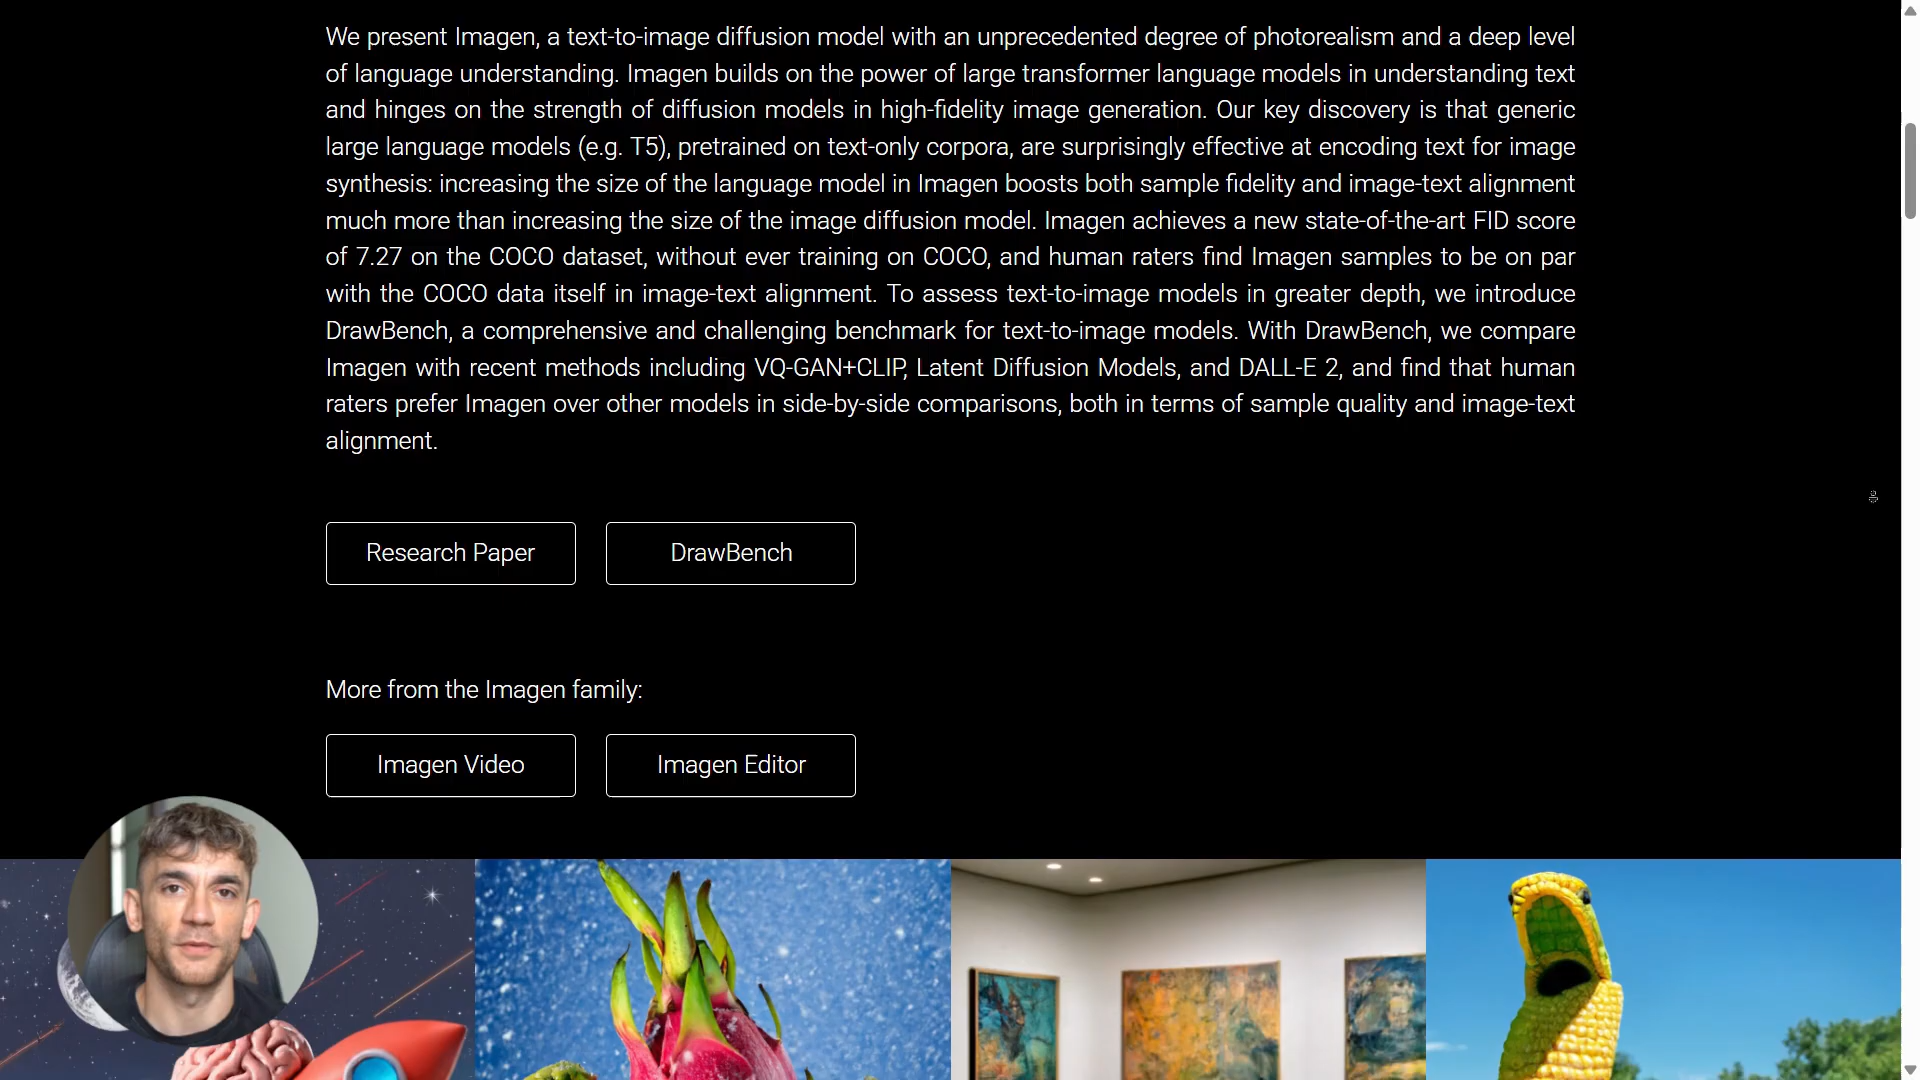 We present Imagen, a text-to-image diffusion model with an unprecedented degree of photorealism and a deep level
of language understanding. Imagen builds on the power of large transformer language models in understanding text
and hinges on the strength of diffusion models in high-fidelity image generation. Our key discovery is that generic
large language models (e.g. T5), pretrained on text-only corpora, are surprisingly effective at encoding text for image
synthesis: increasing the size of the language model in Imagen boosts both sample fidelity and image-text alignment
much more than increasing the size of the image diffusion model. Imagen achieves a new state-of-the-art FID score
of 7.27 on the COCO dataset, without ever training on COCO, and human raters find Imagen samples to be on par
with the COCO data itself in image-text alignment. To assess text-to-image models in greater depth, we introduce
DrawBench, a comprehensive and challenging benchmark for text-to-image models. With DrawBench, we compare
Imagen with recent methods including VQ-GAN+CLIP, Latent Diffusion Models, and DALL-E 2, and find that human
raters prefer Imagen over other models in side-by-side comparisons, both in terms of sample quality and image-text
alignment.
Research Paper
DrawBench
More from the Imagen family:
Imagen Video
Imagen Editor